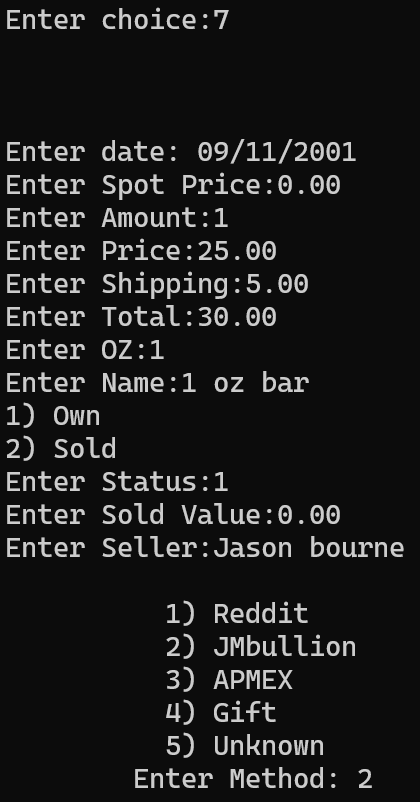 Enter choice:7
Enter date: 09/11/2001
Enter Spot Price:0.00
Enter Amount:1
Enter Price:25.00
Enter Shipping:5.00
Enter Total:30.00
Enter OZ:1
Enter Name:1 oz bar
1) Own
2) Sold
Enter Status:1
Enter Sold Value:0.00
Enter Seller:Jason bourne
1) Reddit
2) JMbullion
3) APMEX
4) Gift
5) Unknown
Enter Method: 2